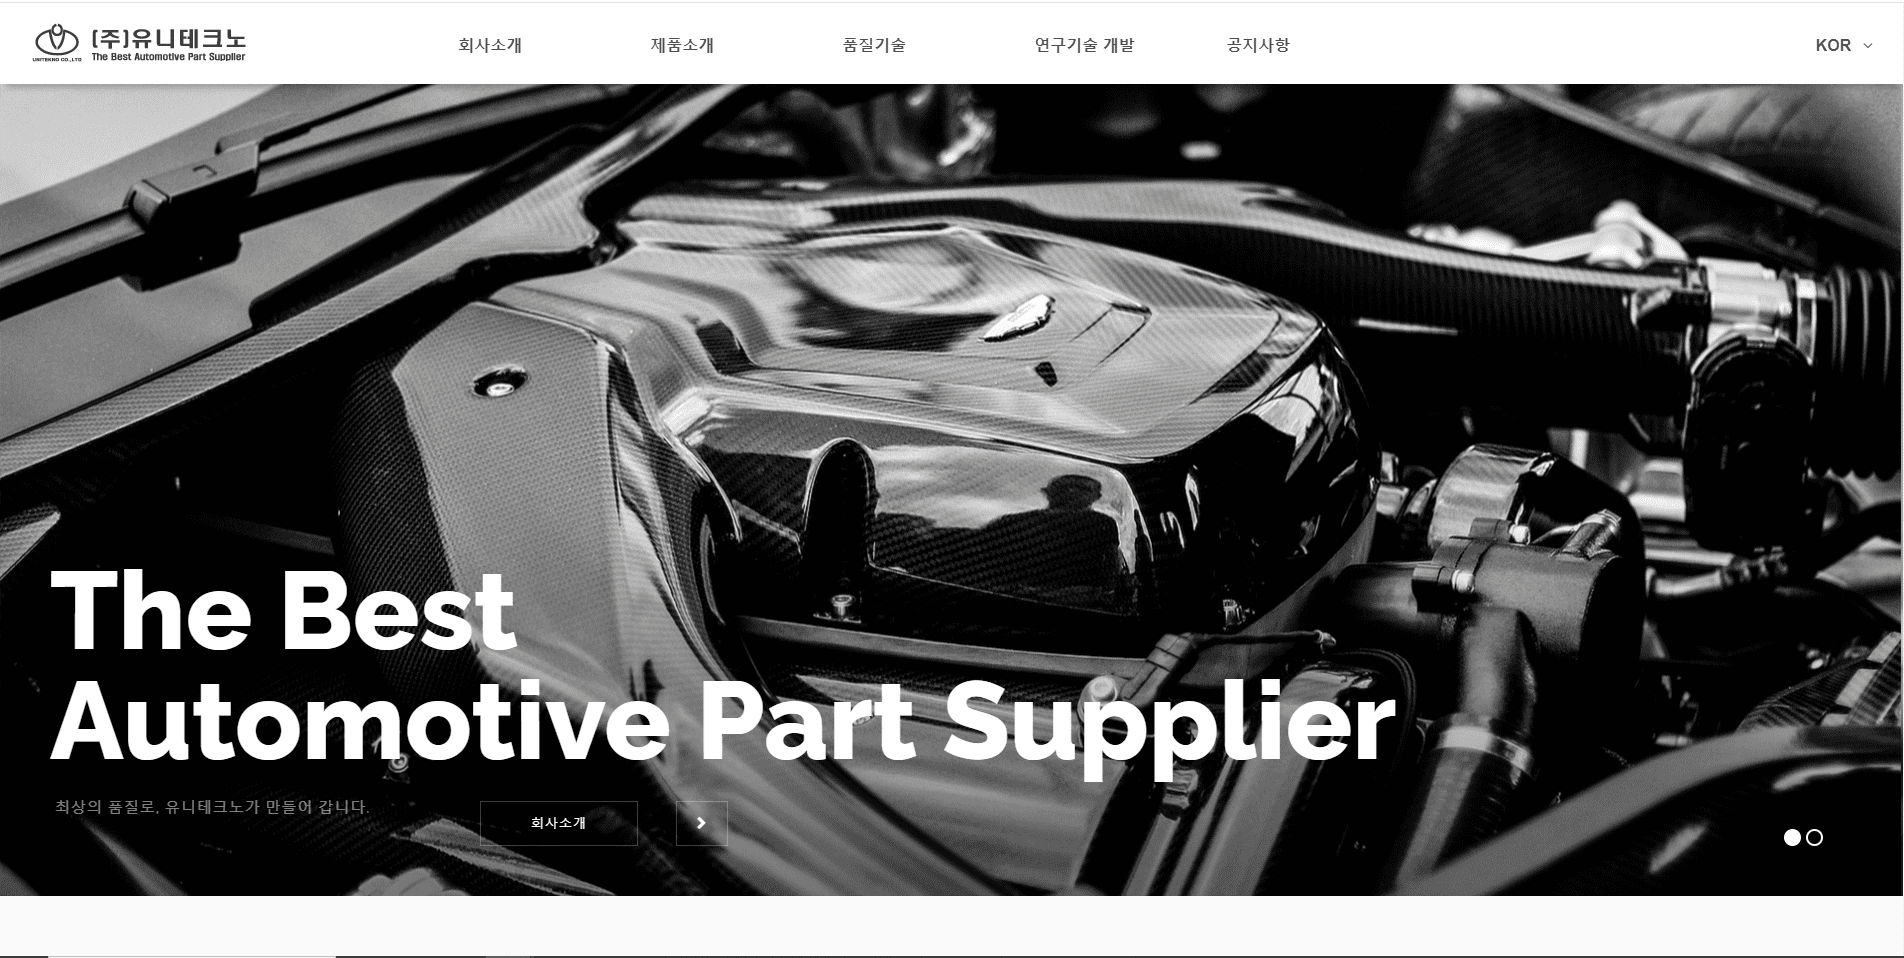 (주)유니테크노
UNITEKNO CO.,LTD
The Best Automotive Part Supplier
회사소개
제품소개
품질기술
연구기술 개발
공지사항
KOR
The Best
Automotive Part Supplier
최상의 품질로, 유니테크노가 만들어 갑니다.
회사소개